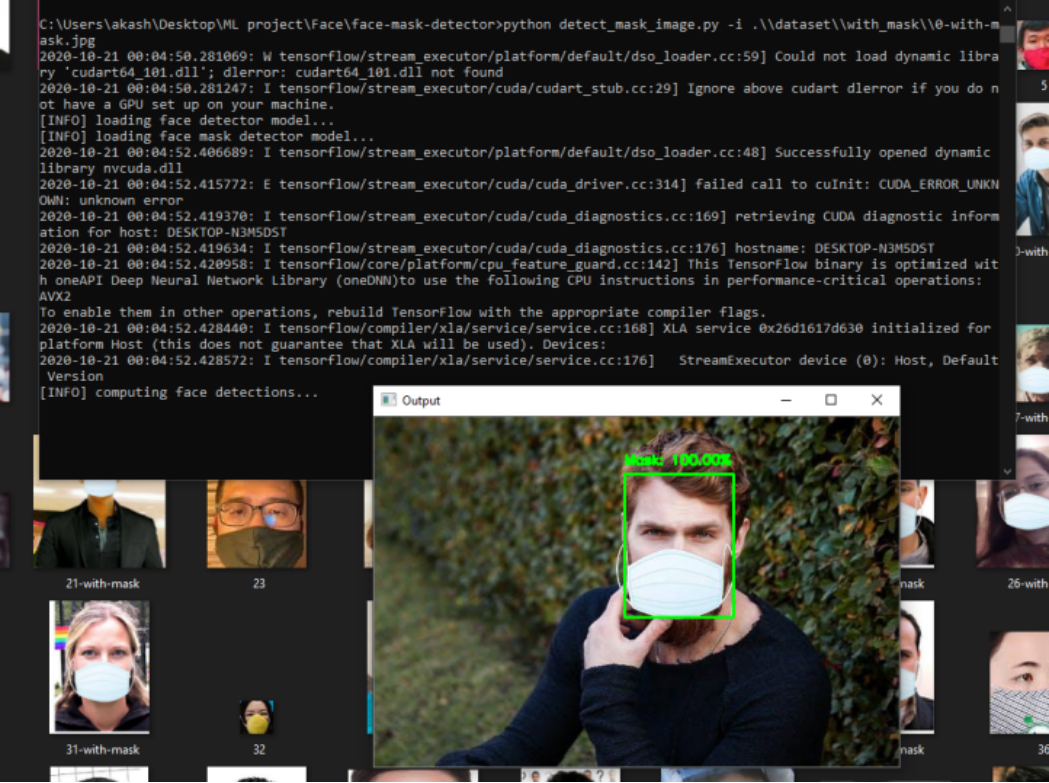 C:\Users\akash\Desktop\ML project\Face\face-mask-detector>python detect_mask_image.py -i .\\dataset\\with_mask\\0-with-m
ask.jpg
2020-10-21 00:04:50.281069: W tensorflow/stream_executor/platform/default/dso_loader.cc:59] Could not load dynamic libra
ry 'cudart64_101.dll'; dlerror: cudart64_101.dll not found
2020-10-21 00:04:50.281247: I tensorflow/stream_executor/cuda/cudart_stub.cc:29] Ignore above cudart dlerror if you do n
ot have a GPU set up on your machine.
[INFO] loading face detector model...
[INFO] loading face mask detector model...
2020-10-21 00:04:52.406689: I tensorflow/stream_executor/platform/default/dso_loader.cc:48] Successfully opened dynamic
library nvcuda.dll
2020-10-21 00:04:52.415772: E tensorflow/stream_executor/cuda/cuda_driver.cc:314] failed call to cuInit: CUDA_ERROR_UNKN
OWN: unknown error
2020-10-21 00:04:52.419370: I tensorflow/stream_executor/cuda/cuda_diagnostics.cc:169] retrieving CUDA diagnostic inform
ation for host: DESKTOP-N3M5DST
2020-10-21 00:04:52.419634: I tensorflow/stream_executor/cuda/cuda_diagnostics.cc:176] hostname: DESKTOP-N3M5DST
2020-10-21 00:04:52.420958: I tensorflow/core/platform/cpu_feature_guard.cc:142] This TensorFlow binary is optimized wit
h oneAPI Deep Neural Network Library (oneDNN)to use the following CPU instructions in performance-critical operations:
AVX2
To enable them in other operations, rebuild TensorFlow with the appropriate compiler flags.
2020-10-21 00:04:52.428440: I tensorflow/compiler/xla/service/service.cc:168] XLA service 0x26d1617d630 initialized for
platform Host (this does not guarantee that XLA will be used). Devices:
2020-10-21 00:04:52.428572: I tensorflow/compiler/xla/service/service.cc:176]   StreamExecutor device (0): Host, Default
Version
[INFO] computing face detections...
Output
Mask: 100.00%
5
0-with
7-with
21-with-mask
23
mask
26-with
31-with-mask
32
mask
36